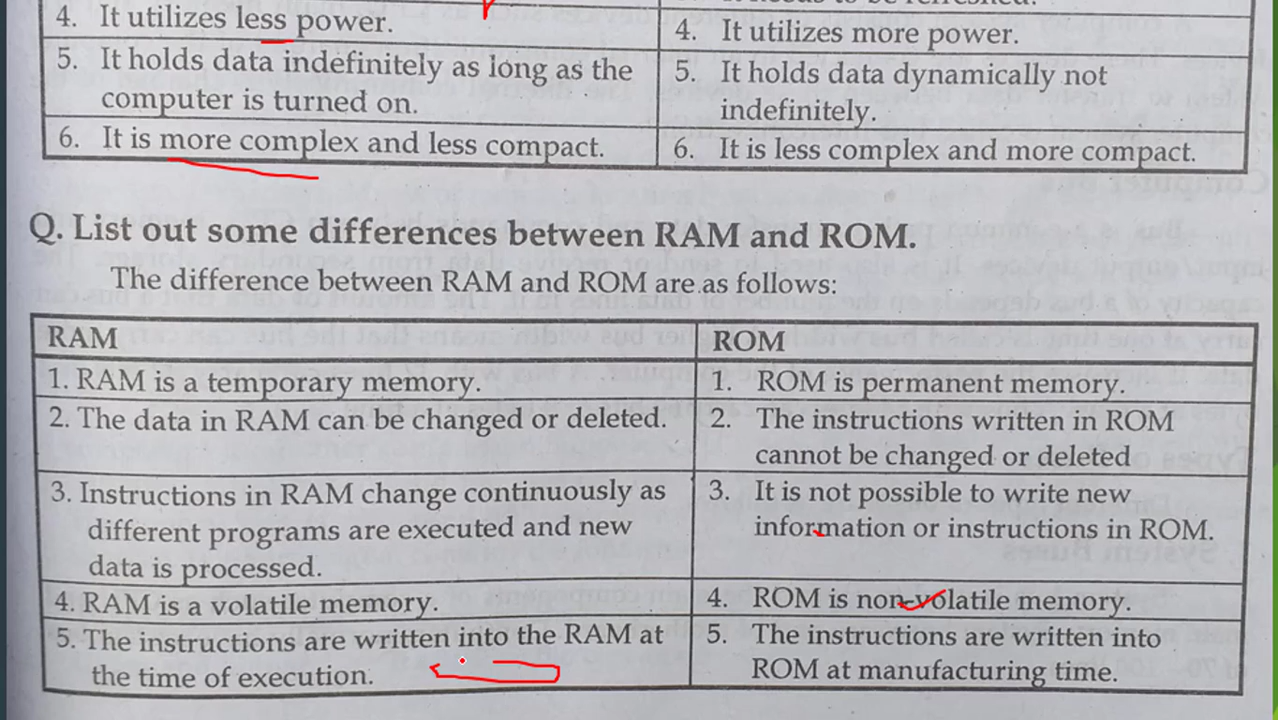 4. It utilizes less power.
4. It utilizes more power.
5. It holds data indefinitely as long as the
computer is turned on.
5. It holds data dynamically not
indefinitely.
6. It is more complex and less compact.
6. It is less complex and more compact.
Q. List out some differences between RAM and ROM.
The difference between RAM and ROM are as follows:
RAM
ROM
1. RAM is a temporary memory.
1. ROM is permanent memory.
2. The data in RAM can be changed or deleted.
2. The instructions written in ROM
cannot be changed or deleted
3. Instructions in RAM change continuously as
different programs are executed and new
data is processed.
3. It is not possible to write new
information or instructions in ROM.
4. RAM is a volatile memory.
4. ROM is non-volatile memory.
5. The instructions are written into the RAM at
the time of execution.
5. The instructions are written into
ROM at manufacturing time.